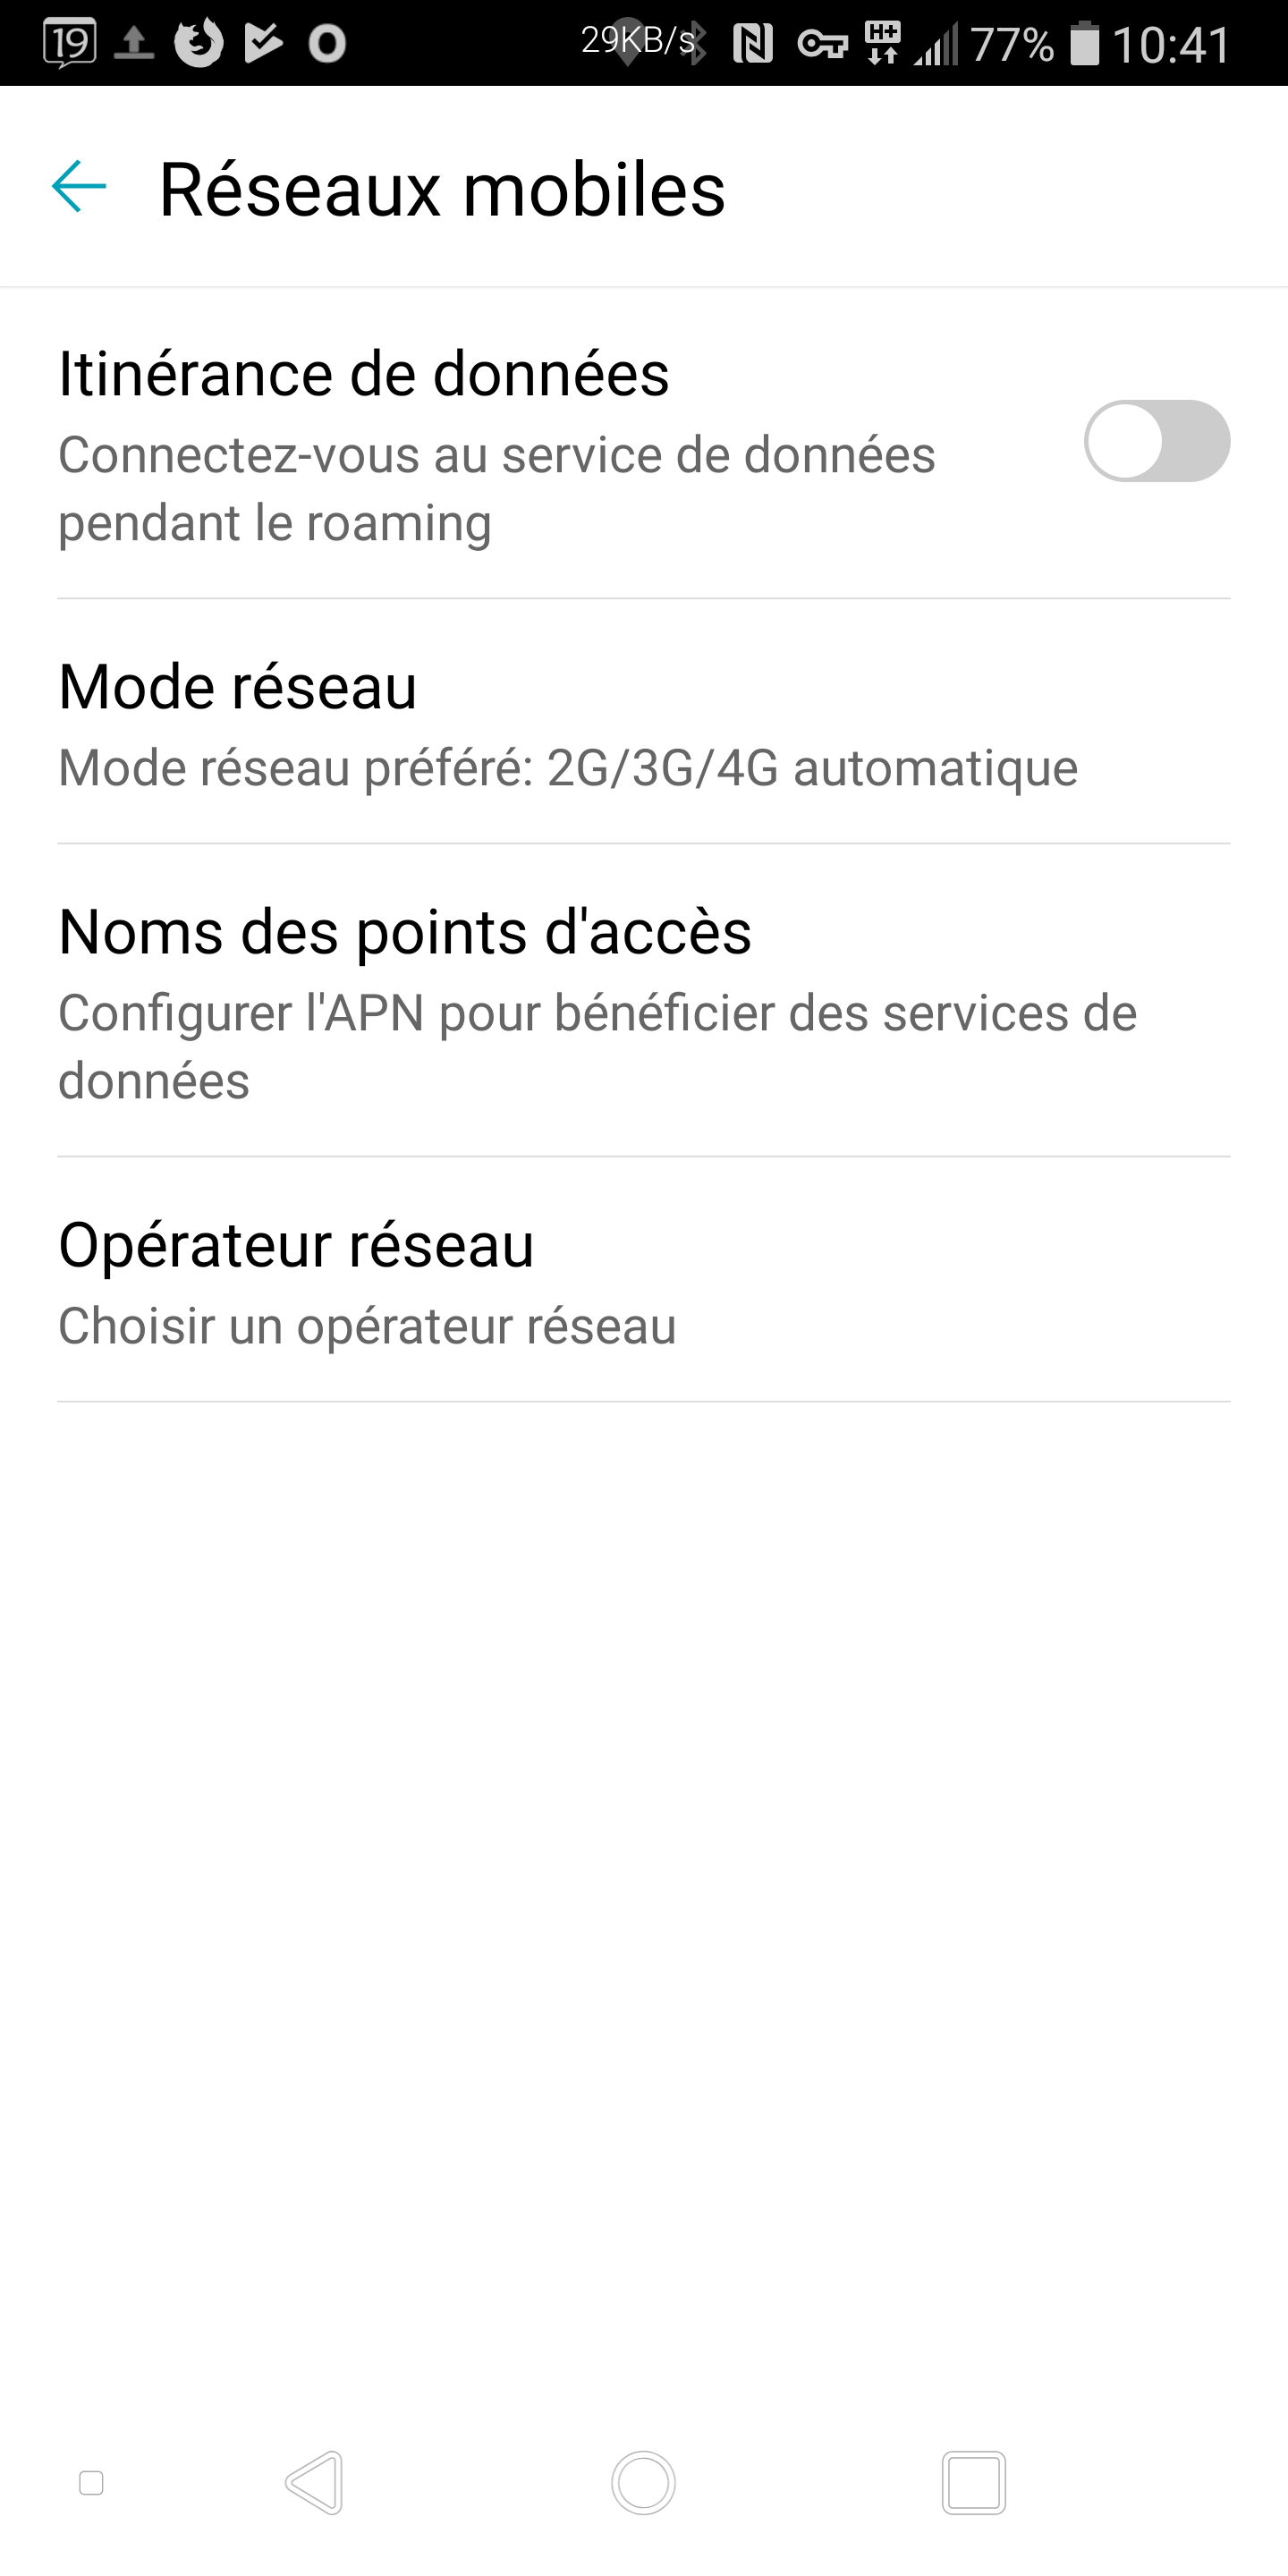 19 O 29KB/s H+ 77% 10:41
Réseaux mobiles
Itinérance de données
Connectez-vous au service de données
pendant le roaming
Mode réseau
Mode réseau préféré: 2G/3G/4G automatique
Noms des points d'accès
Configurer l'APN pour bénéficier des services de
données
Opérateur réseau
Choisir un opérateur réseau